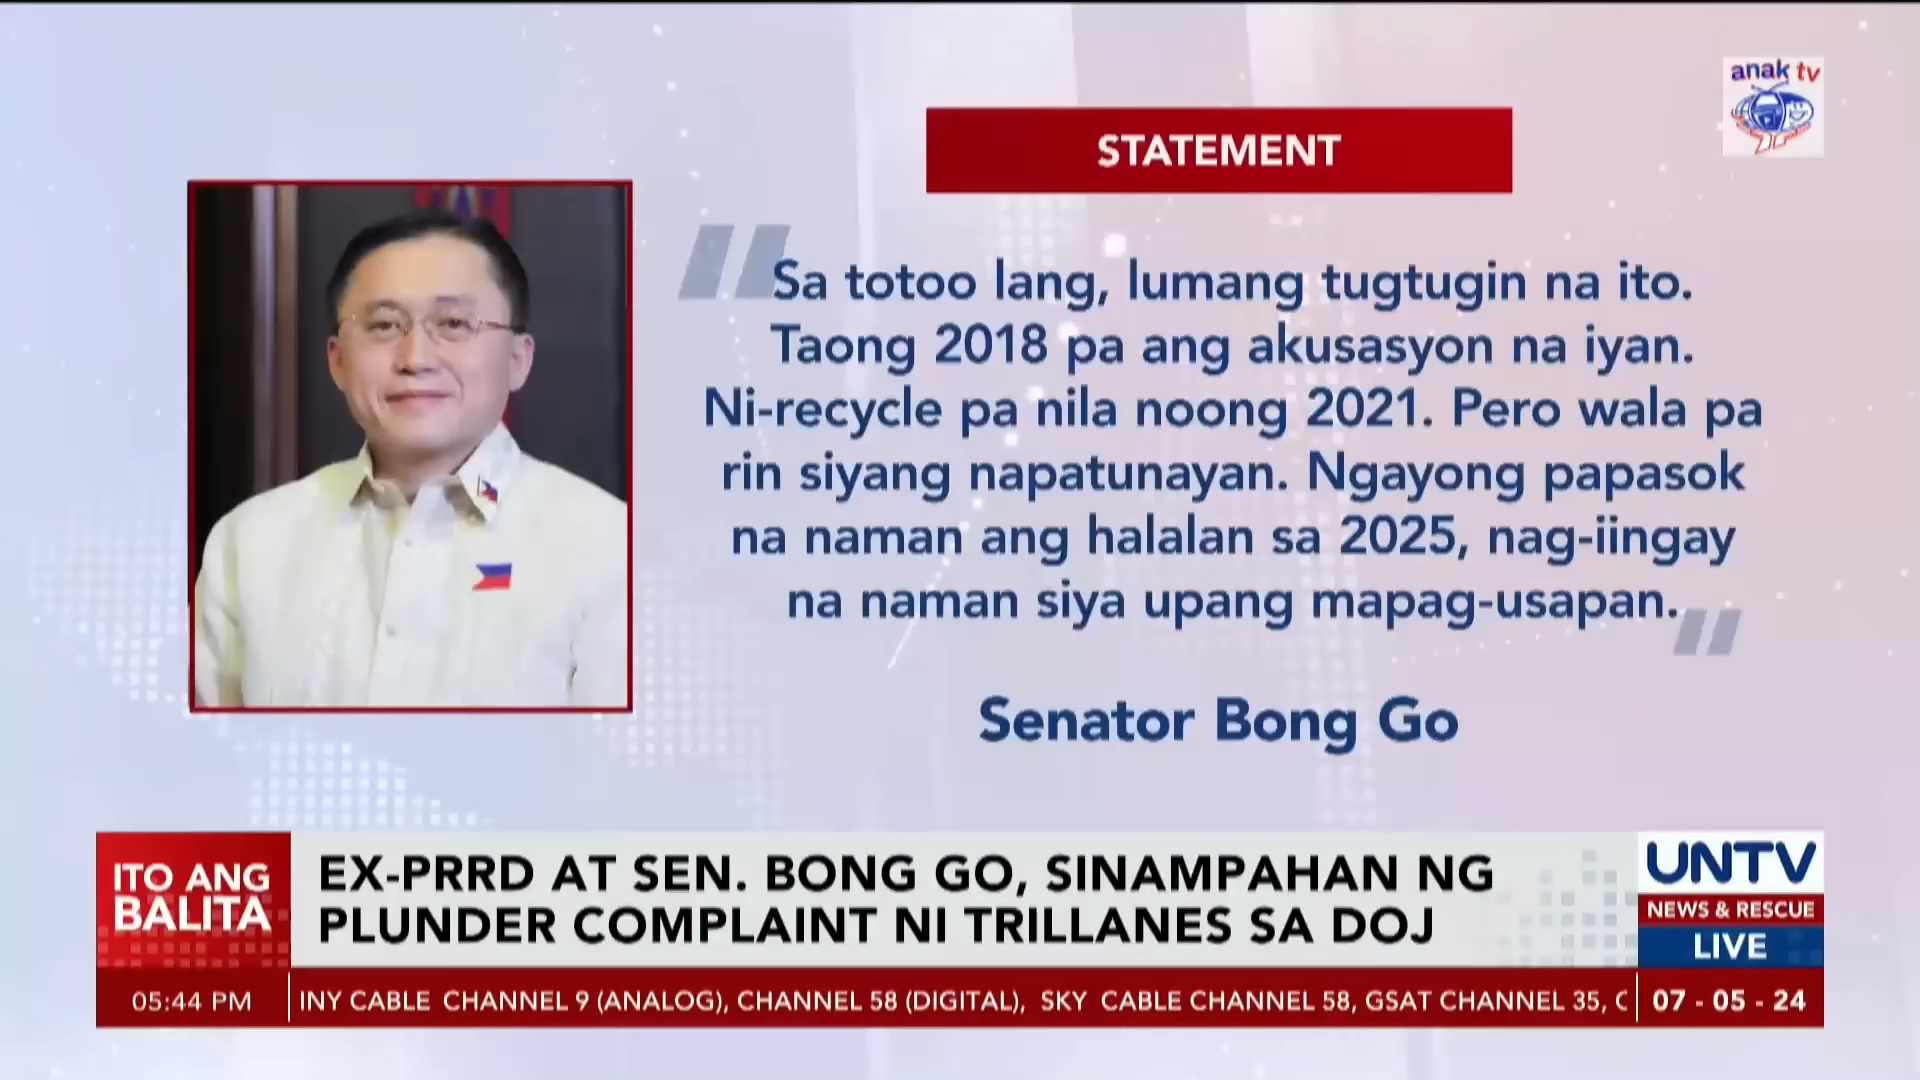 anak tv
STATEMENT
Sa totoo lang, lumang tugtugin na ito.
Taong 2018 pa ang akusasyon na iyan.
Ni-recycle pa nila noong 2021. Pero wala pa
rin siyang napatunayan. Ngayong papasok
na naman ang halalan sa 2025, nag-iingay
na naman siya upang mapag-usapan.
Senator Bong Go
ITO ANG
BALITA
EX-PRRD AT SEN. BONG GO, SINAMPAHAN NG
PLUNDER COMPLAINT NI TRILLANES SA DOJ
UNTV
NEWS & RESCUE
LIVE
05:44 PM
INY CABLE CHANNEL 9 (ANALOG), CHANNEL 58 (DIGITAL), SKY CABLE CHANNEL 58, GSAT CHANNEL 35,
07 - 05 - 24